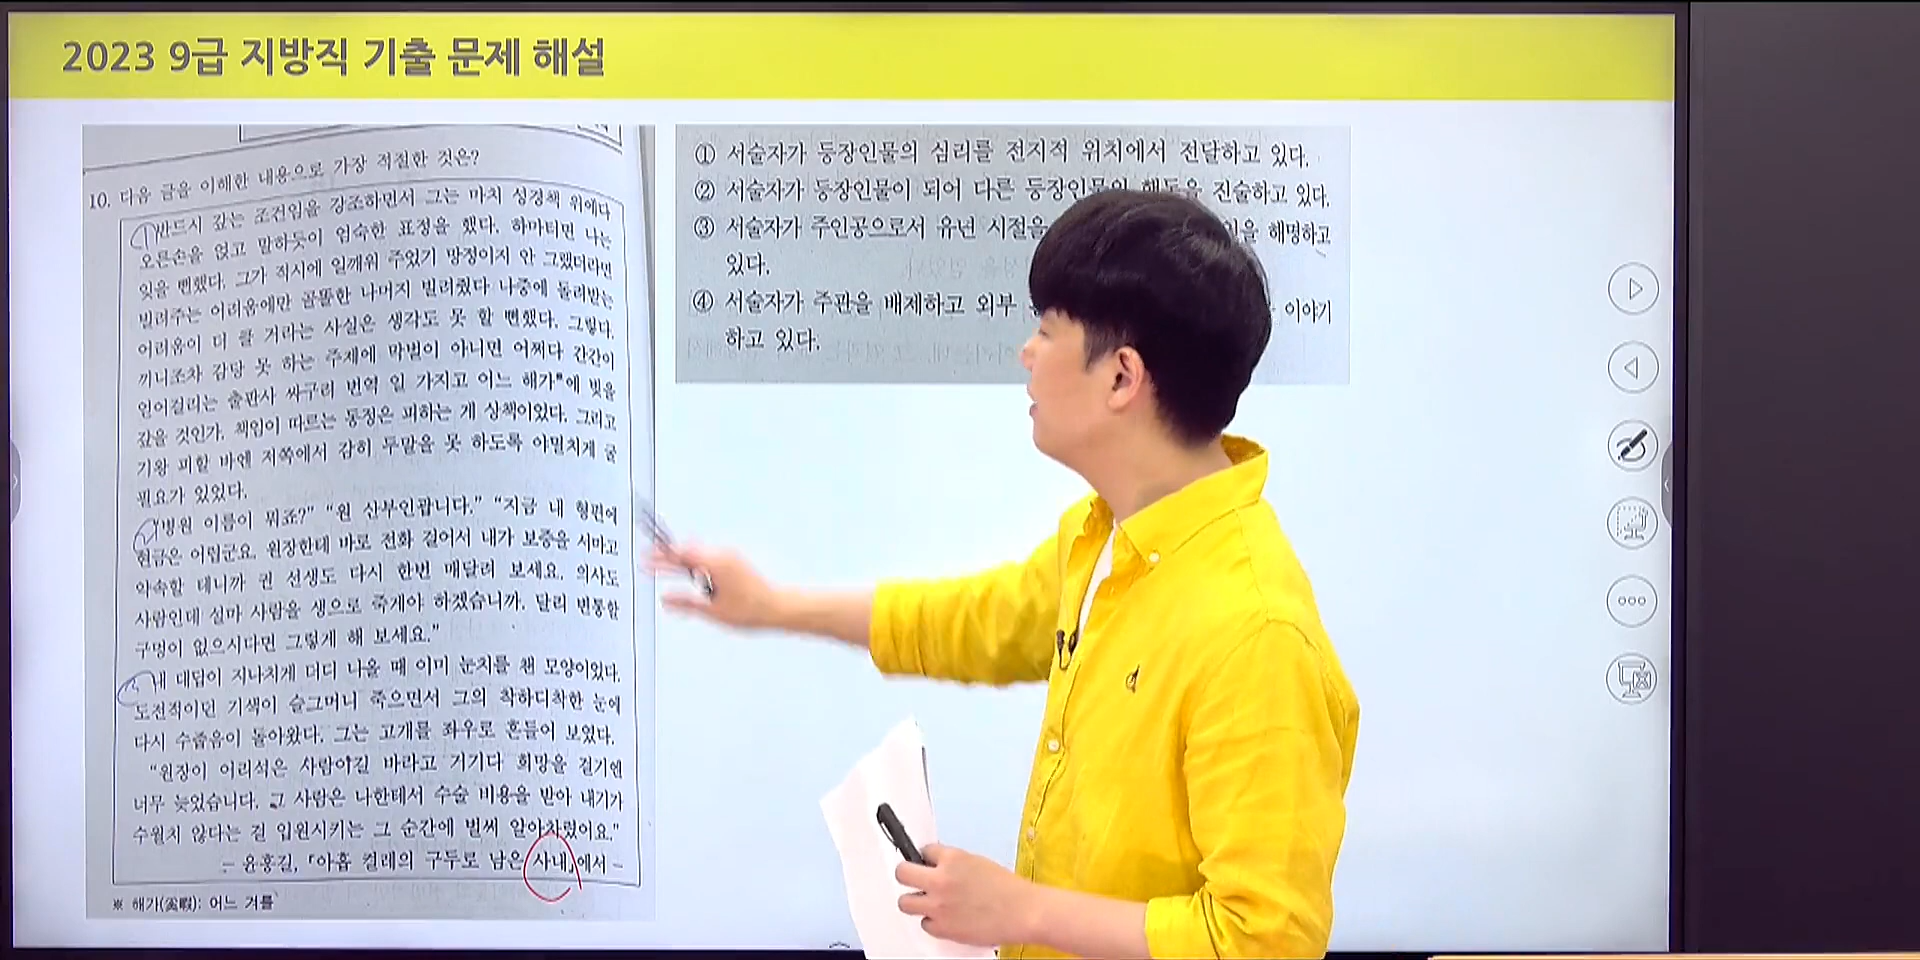 2023 9급 지방직 기출 문제 해설
10. 다음 글을 이해한 내용으로 가장 적절한 것은?
반드시 갚는 조건임을 강조하면서 그는 마치 성경책 위에다
오른손을 얹고 말하듯이 엄숙한 표정을 했다. 하마터면 나는
잊을 뻔했다. 그가 적시에 일깨워 주었기 망정이지 안 그랬더라면
빌려주는 어려움에만 골똘한 나머지 빌려줬다 나중에 돌려받는
어려움이 더 클 거라는 사실은 생각도 못 할 뻔했다. 그렇다.
끼니조차 감당 못 하는 주제에 막벌이 아니면 어쩌다 간간이
얻어걸리는 출판사 싸구려 번역 일 가지고 어느 해가*에 빚을
갚을 것인가. 책임이 따르는 동정은 피하는 게 상책이었다. 그리고
기왕 피할 바엔 저쪽에서 감히 두말을 못 하도록 야멸치게 굴
필요가 있었다.
"병원 이름이 뭐죠?" "원 산부인괍니다." "지금 내 형편에
현금은 어렵군요. 원장한테 바로 전화 걸어서 내가 보증을 서마고
약속할 테니까 권 선생도 다시 한번 매달려 보세요. 의사도
사람인데 설마 사람을 생으로 죽게야 하겠습니까. 달리 변통할
구멍이 없으시다면 그렇게 해 보세요."
내 대답이 지나치게 더디 나올 때 이미 눈치를 챈 모양이었다.
도전적이던 기색이 슬그머니 죽으면서 그의 착하디착한 눈에
다시 수줍음이 돌아왔다. 그는 고개를 좌우로 흔들어 보였다.
"원장이 어리석은 사람이길 바라고 거기다 희망을 걸기엔
너무 늦었습니다. 그 사람은 나한테서 수술 비용을 받아 내기가
수월치 않다는 걸 입원시키는 그 순간에 벌써 알아차렸어요."
- 윤흥길, 「아홉 켤레의 구두로 남은 사내」에서 -
※ 해가(奚暇): 어느 겨를
① 서술자가 등장인물의 심리를 전지적 위치에서 전달하고 있다.
② 서술자가 등장인물이 되어 다른 등장인물의 행동을 진술하고 있다.
③ 서술자가 주인공으로서 유년 시절을 해명하고
있다.
④ 서술자가 주관을 배제하고 외부 이야기
하고 있다.